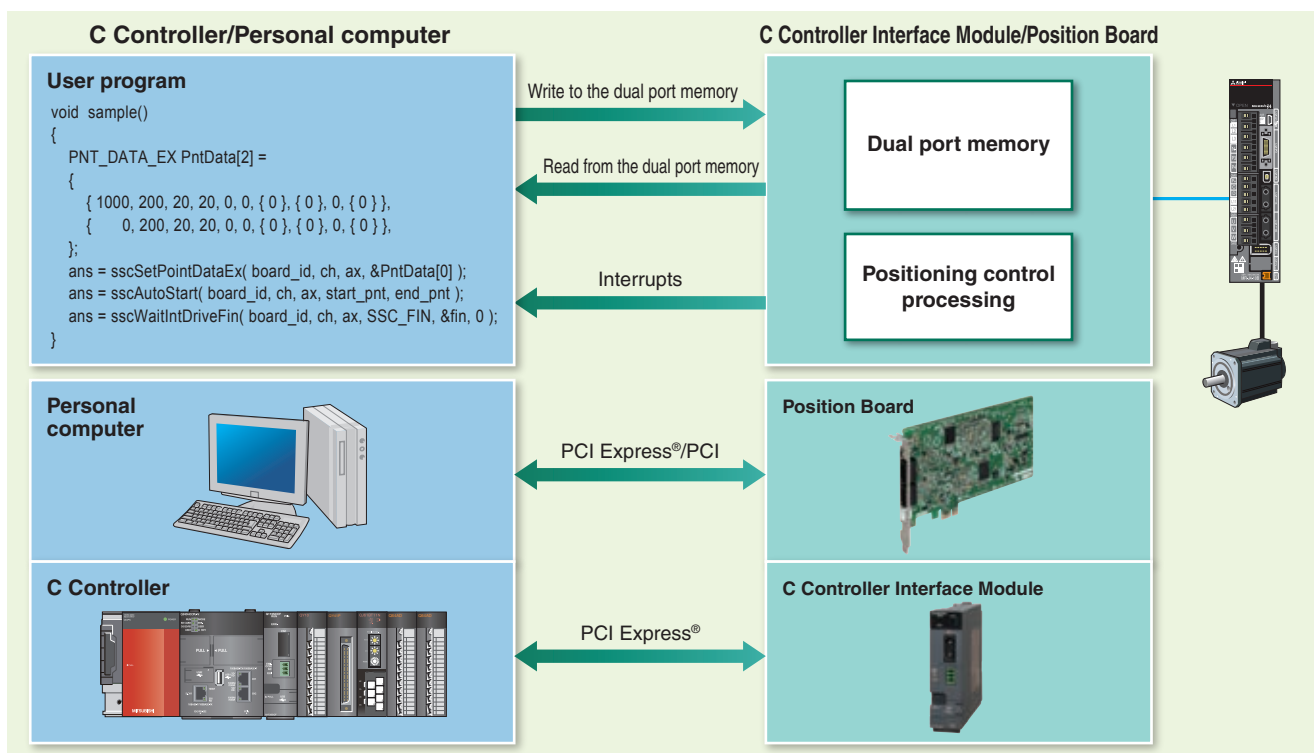 C Controller/Personal computer
C Controller Interface Module/Position Board
User program
void sample()
{
PNT_DATA_EX PntData[2] =
{
{ 1000, 200, 20, 20, 0, 0, { 0 }, { 0 }, 0, { 0 } },
{ 0, 200, 20, 20, 0, 0, { 0 }, { 0 }, 0, { 0 } },
};
ans = sscSetPointDataEx( board_id, ch, ax, &PntData[0] );
ans = sscAutoStart( board_id, ch, ax, start_pnt, end_pnt );
ans = sscWaitIntDriveFin( board_id, ch, ax, SSC_FIN, &fin, 0 );
}
Write to the dual port memory
Read from the dual port memory
Interrupts
Dual port memory
Positioning control
processing
Personal
computer
PCI Express®/PCI
Position Board
C Controller
PCI Express®
C Controller Interface Module
MITSUBISHI
PULL
PULL